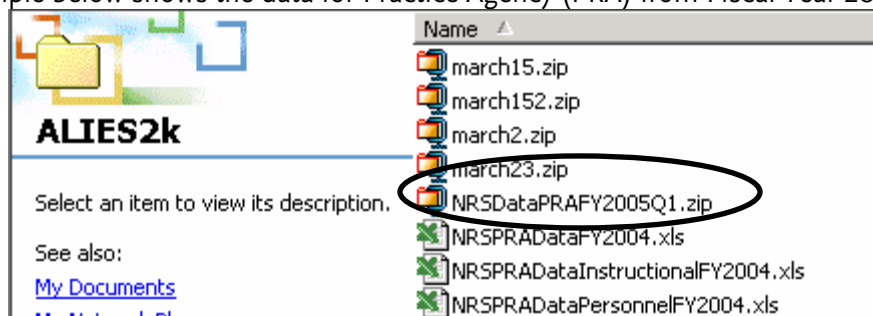 below shows the data for Practice Agency (PRA) from Fiscal Year
Name
march15.zip
march152.zip
march2.zip
march23.zip
NRSDataPRAFY2005Q1.zip
NRSPRADataFY2004.xls
NRSPRADataInstructionalFY2004.xls
NRSPRADataPersonnelFY2004.xls
ALIES2k
Select an item to view its description.
See also:
My Documents